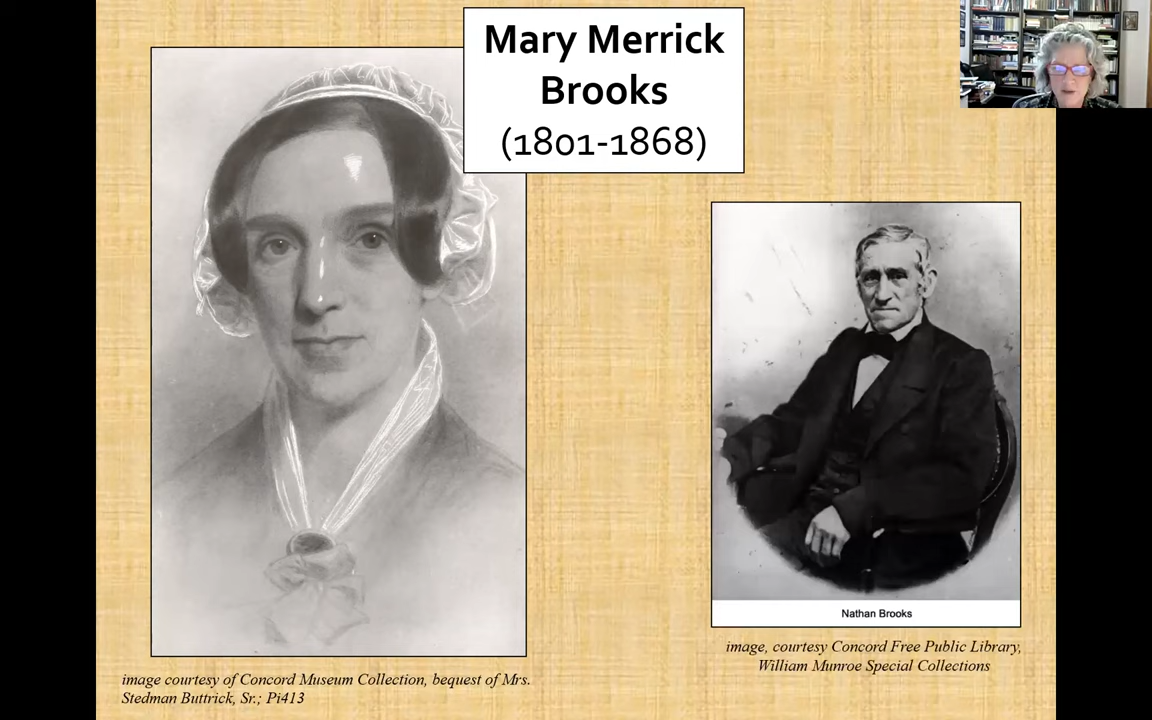 Mary Merrick
Brooks
(1801-1868)
Nathan Brooks
image, courtesy Concord Free Public Library,
William Munroe Special Collections
image courtesy of Concord Museum Collection, bequest of Mrs.
Stedman Buttrick, Sr.; Pi413